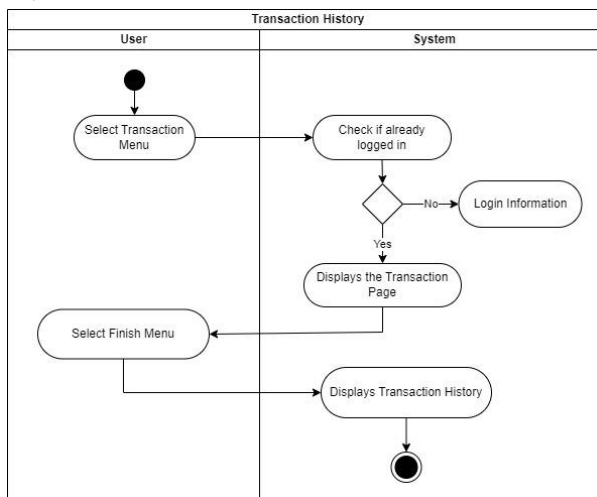 Transaction History
User
System
Select Transaction
Menu
Check if already
logged in
No
Login Information
Yes
Displays the Transaction
Page
Select Finish Menu
Displays Transaction History